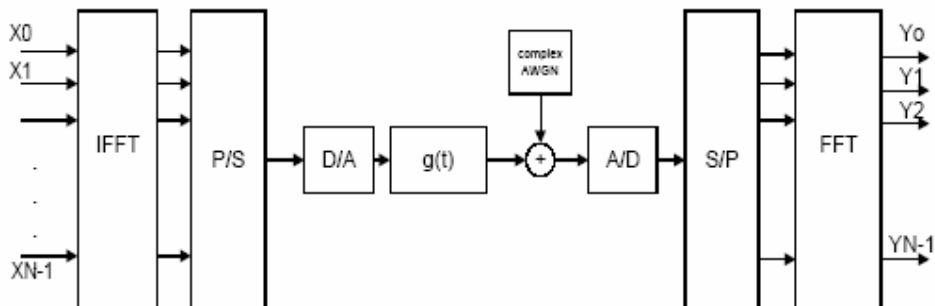 X0
X1
.
.
.
XN-1
IFFT
P/S
D/A
g(t)
complex
AWGN
+
A/D
S/P
FFT
Yo
Y1
Y2
YN-1